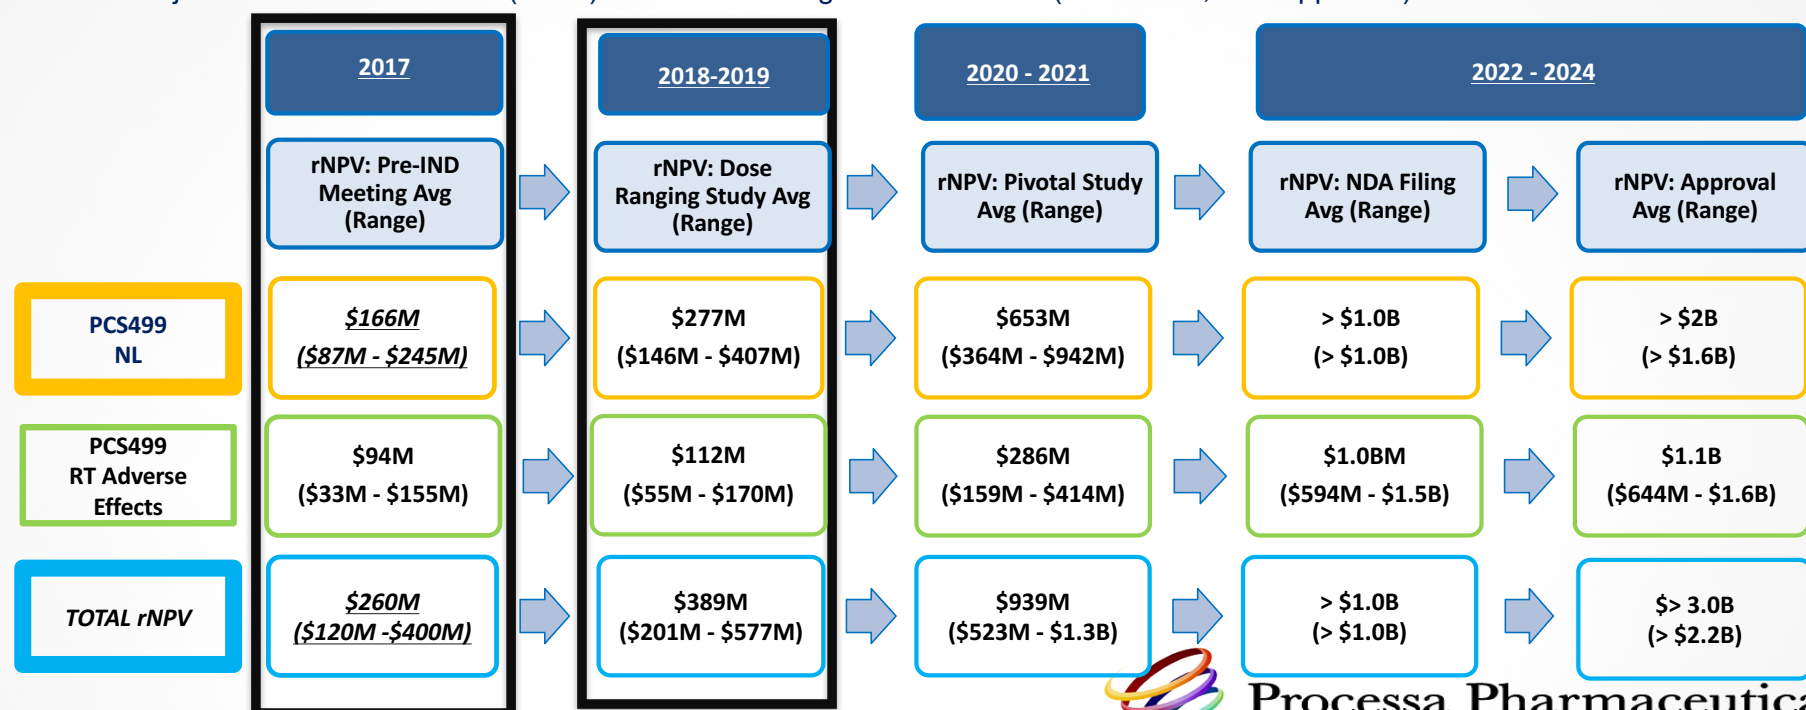 2017
2018-2019
2020 - 2021
2022 - 2024
rNPV: Pre-IND
Meeting Avg
(Range)
rNPV: Dose
Ranging Study Avg
(Range)
rNPV: Pivotal Study
Avg (Range)
rNPV: NDA Filing
Avg (Range)
rNPV: Approval
Avg (Range)
PCS499
NL
$166M
($87M - $245M)
$277M
($146M - $407M)
$653M
($364M - $942M)
> $1.0B
(> $1.0B)
> $2B
(> $1.6B)
PCS499
RT Adverse
Effects
$94M
($33M - $155M)
$112M
($55M - $170M)
$286M
($159M - $414M)
$1.0BM
($594M - $1.5B)
$1.1B
($644M - $1.6B)
TOTAL rNPV
$260M
($120M -$400M)
$389M
($201M - $577M)
$939M
($523M - $1.3B)
> $1.0B
(> $1.0B)
$> 3.0B
(> $2.2B)
Processa Pharmaceutica